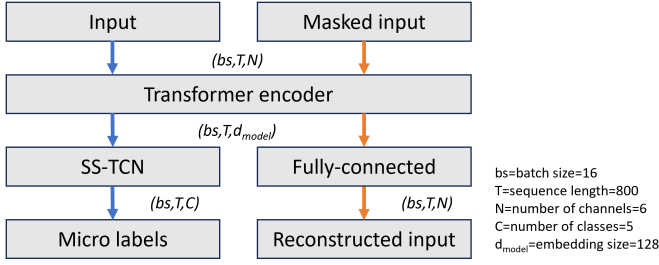 Input
Masked input
(bs,T,N)
Transformer encoder
(bs,T,dmodel)
SS-TCN
Fully-connected
(bs,T,C)
(bs,T,N)
Micro labels
Reconstructed input
bs=batch size=16
T=sequence length=800
N=number of channels=6
C=number of classes=5
dmodel=embedding size=128